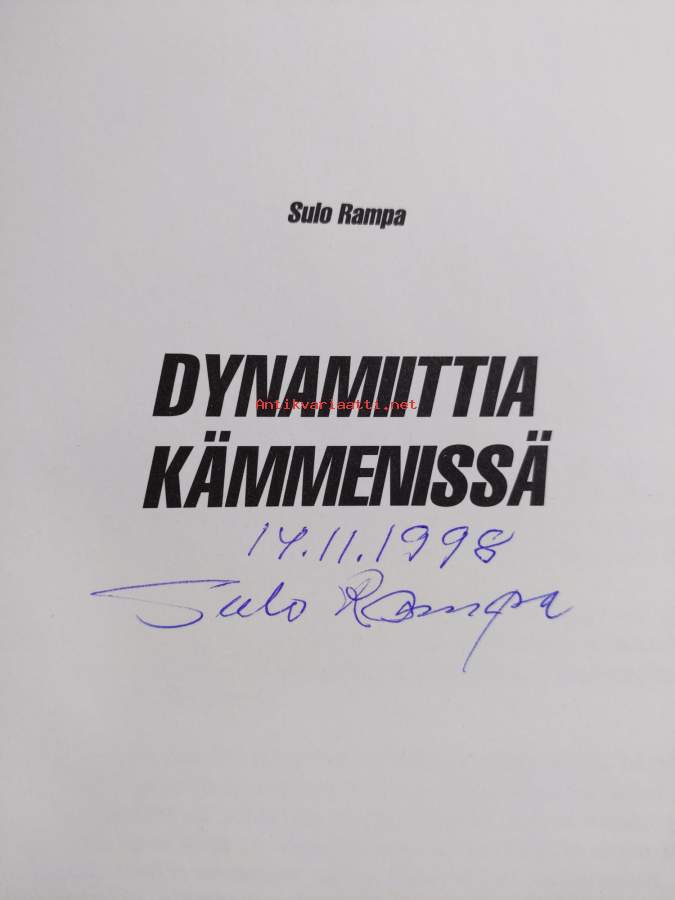 Sulo Rampa
DYNAMIITTIA
Antikvariaatti.net
KÄMMENISSÄ
14.11.1998
Sulo Rampa